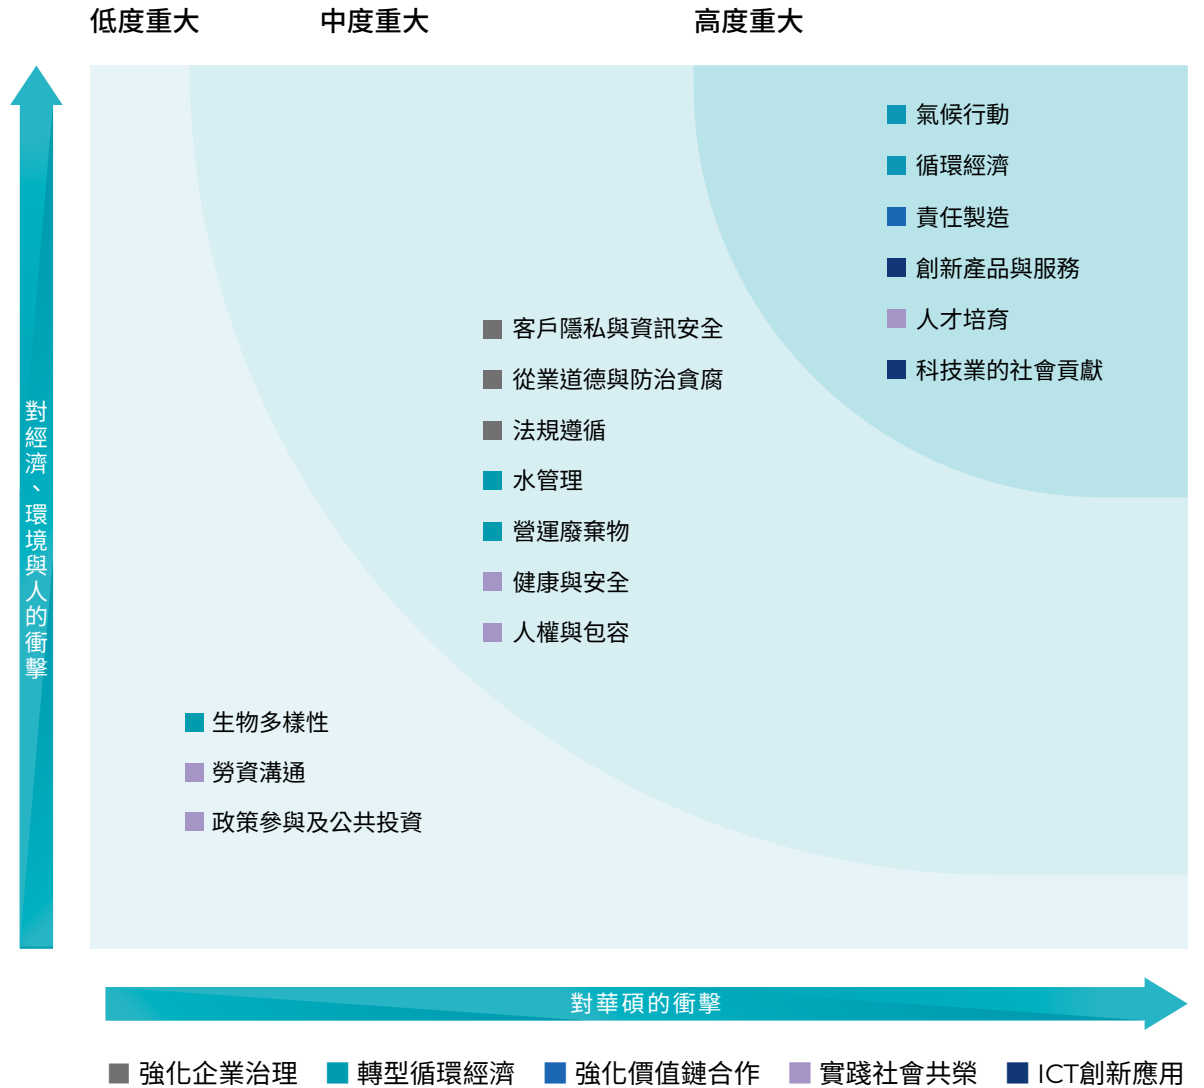 低度重大
中度重大
高度重大
氣候行動
循環經濟
責任製造
創新產品與服務
人才培育
科技業的社會貢獻
客戶隱私與資訊安全
從業道德與防治貪腐
法規遵循
水管理
營運廢棄物
健康與安全
人權與包容
生物多樣性
勞資溝通
政策參與及公共投資
對經濟、環境與人的衝擊
對華碩的衝擊
強化企業治理
轉型循環經濟
強化價值鏈合作
實踐社會共榮
ICT創新應用